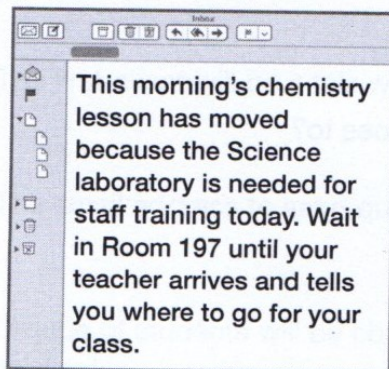 Inbox
This morning's chemistry
lesson has moved
because the Science
laboratory is needed for
staff training today. Wait
in Room 197 until your
teacher arrives and tells
you where to go for your
class.